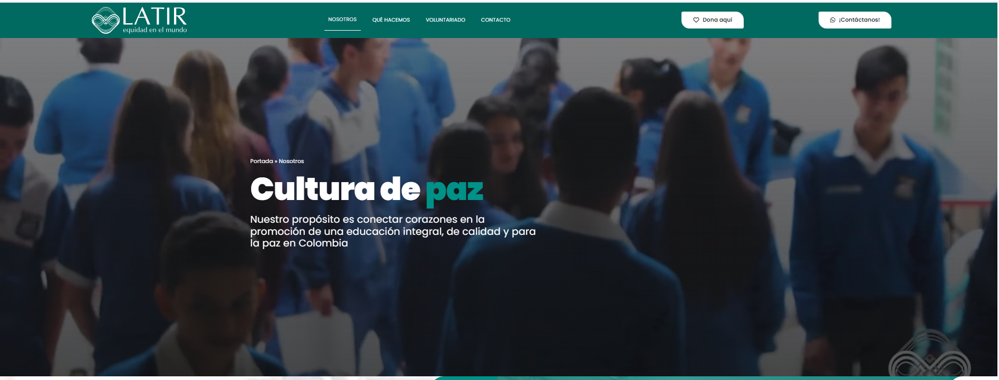 LATIR
equidad en el mundo
NOSOTROS
QUÉ HACEMOS
VOLUNTARIADO
CONTACTO
Dona aquí
¡Contáctanos!
Portada » Nosotros
Cultura de paz
Nuestro propósito es conectar corazones en la
promoción de una educación integral, de calidad y para
la paz en Colombia